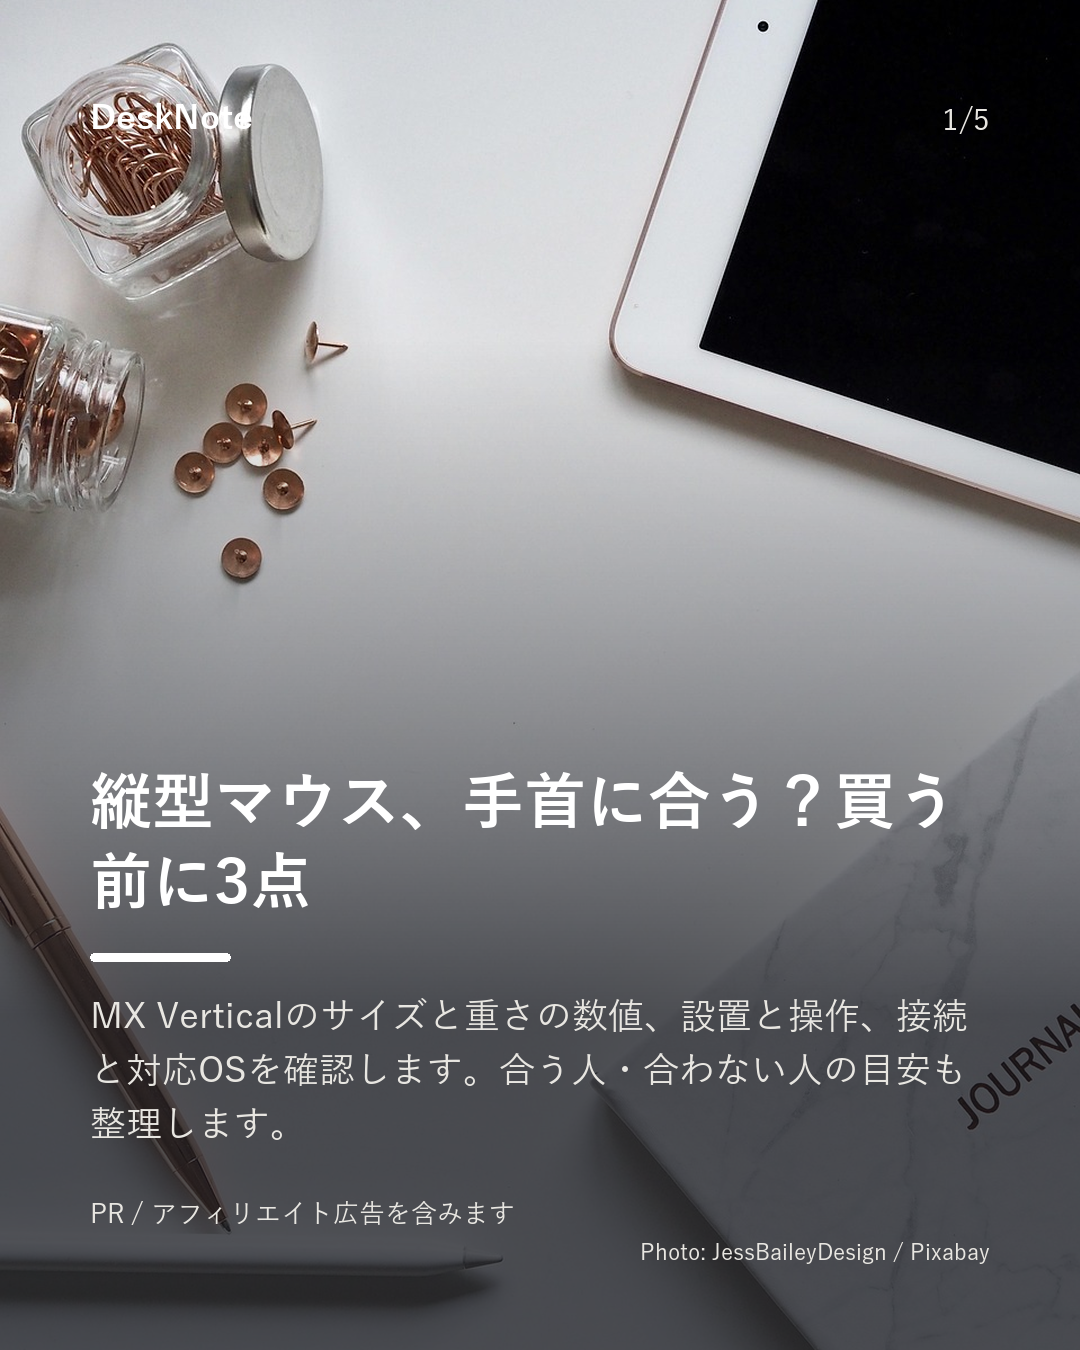 DeskNote
1/5
縦型マウス、手首に合う？買う
前に3点
MX Verticalのサイズと重さの数値、設置と操作、接続
と対応OSを確認します。合う人・合わない人の目安も
整理します。
JOURNAL
PR / アフィリエイト広告を含みます
Photo: JessBaileyDesign / Pixabay